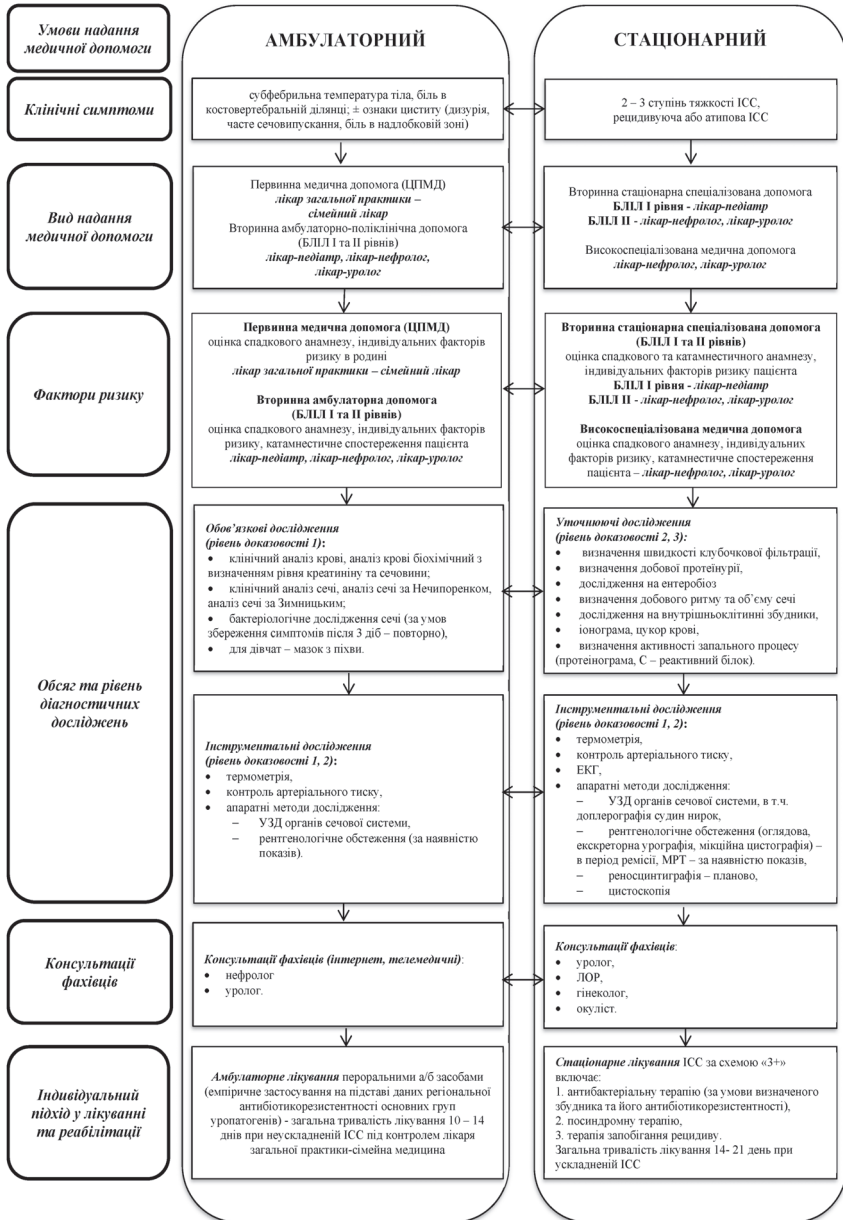 Умови надання
медичної допомоги
АМБУЛАТОРНИЙ
СТАЦІОНАРНИЙ
Клінічні симптоми
субфебрильна температура тіла, біль в
костовертебральній ділянці; ± ознаки циститу (дизурія,
часте сечовипускання, біль в надлобковій зоні)
2 – 3 ступінь тяжкості ІСС,
рецидивуюча або атипова ІСС
Вид надання
медичної допомоги
Первинна медична допомога (ЦПМД)
лікар загальної практики –
сімейний лікар
Вторинна амбулаторно-поліклінічна допомога
(БЛІЛ І та ІІ рівнів)
лікар-педіатр, лікар-нефролог,
лікар-уролог
Вторинна стаціонарна спеціалізована допомога
БЛІЛ І рівня - лікар-педіатр
БЛІЛ ІІ - лікар-нефролог, лікар-уролог
Високоспеціалізована медична допомога
лікар-нефролог, лікар-уролог
Фактори ризику
Первинна медична допомога (ЦПМД)
оцінка спадкового анамнезу, індивідуальних факторів
ризику в родині
лікар загальної практики – сімейний лікар
Вторинна амбулаторна допомога
(БЛІЛ І та ІІ рівнів)
оцінка спадкового анамнезу, індивідуальних факторів
ризику, катамнестичне спостереження пацієнта
лікар-педіатр, лікар-нефролог, лікар-уролог
Вторинна стаціонарна спеціалізована допомога
(БЛІЛ І та ІІ рівнів)
оцінка спадкового та катамнестичного анамнезу,
індивідуальних факторів ризику пацієнта
БЛІЛ І рівня - лікар-педіатр
БЛІЛ ІІ - лікар-нефролог, лікар-уролог
Високоспеціалізована медична допомога
оцінка спадкового анамнезу, індивідуальних
факторів ризику, катамнестичне спостереження
пацієнта – лікар-нефролог, лікар-уролог
Обсяг та рівень
діагностичних
досліджень
Обов’язкові дослідження
(рівень доказовості 1):
• клінічний аналіз крові, аналіз крові біохімічний з
визначенням рівня креатиніну та сечовини;
• клінічний аналіз сечі, аналіз сечі за Нечипоренком,
аналіз сечі за Зимницьким;
• бактеріологічне дослідження сечі (за умов
збереження симптомів після 3 діб – повторно),
• для дівчат – мазок з піхви.
Уточнюючі дослідження
(рівень доказовості 2, 3):
• визначення швидкості клубочкової фільтрації,
• визначення добової протеїнурії,
• дослідження на ентеробіоз
• визначення добового ритму та об’єму сечі
• дослідження на внутрішньоклітинні збудники,
• іонограма, цукор крові,
• визначення активності запального процесу
(протеінограма, С – реактивний білок).
Інструментальні дослідження
(рівень доказовості 1, 2):
• термометрія,
• контроль артеріального тиску,
• апаратні методи дослідження:
– УЗД органів сечової системи,
– рентгенологічне обстеження (за наявністю
показів).
Інструментальні дослідження
(рівень доказовості 1, 2):
• термометрія,
• контроль артеріального тиску,
• ЕКГ,
• апаратні методи дослідження:
– УЗД органів сечової системи, в т.ч.
доплерографія судин нирок,
– рентгенологічне обстеження (оглядова,
екскреторна урографія, мікційна цистографія) –
в період ремісії, МРТ – за наявністю показів,
– реносцинтиграфія – планово,
– цистоскопія
Консультації
фахівців
Консультації фахівців (інтернет, телемедичні):
• нефролог
• уролог.
Консультації фахівців:
• уролог,
• ЛОР,
• гінеколог,
• окуліст.
Індивідуальний
підхід у лікуванні
та реабілітації
Амбулаторне лікування пероральними а/б засобами
(емпіричне застосування на підставі даних регіональної
антибіотикорезистентності основних груп
уропатогенів) - загальна тривалість лікування 10 – 14
днів при неускладненій ІСС під контролем лікаря
загальної практики-сімейна медицина
Стаціонарне лікування ІСС за схемою «3+»
включає:
1. антибактеріальну терапію (за умови визначеного
збудника та його антибіотикорезистентності),
2. посиндромну терапію,
3. терапія запобігання рецидиву.
Загальна тривалість лікування 14- 21 день при
ускладненій ІСС